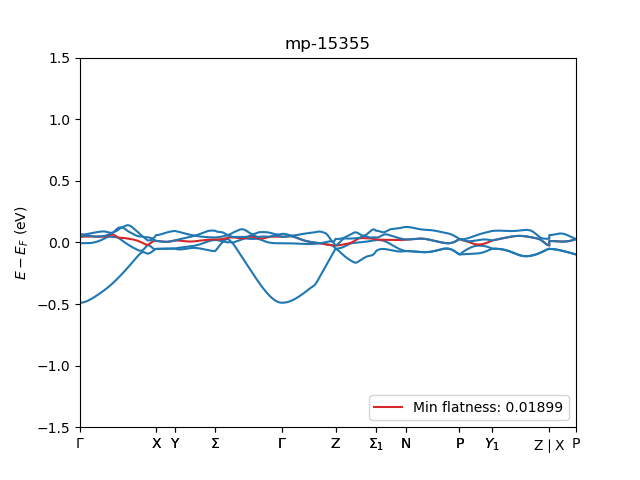 mp-15355
1.5
1.0
0.5
0.0
−0.5
−1.0
−1.5
E − E_F (eV)
Min flatness: 0.01899
Γ X Y Σ Γ Z Σ₁ N P Y₁ Z | X P